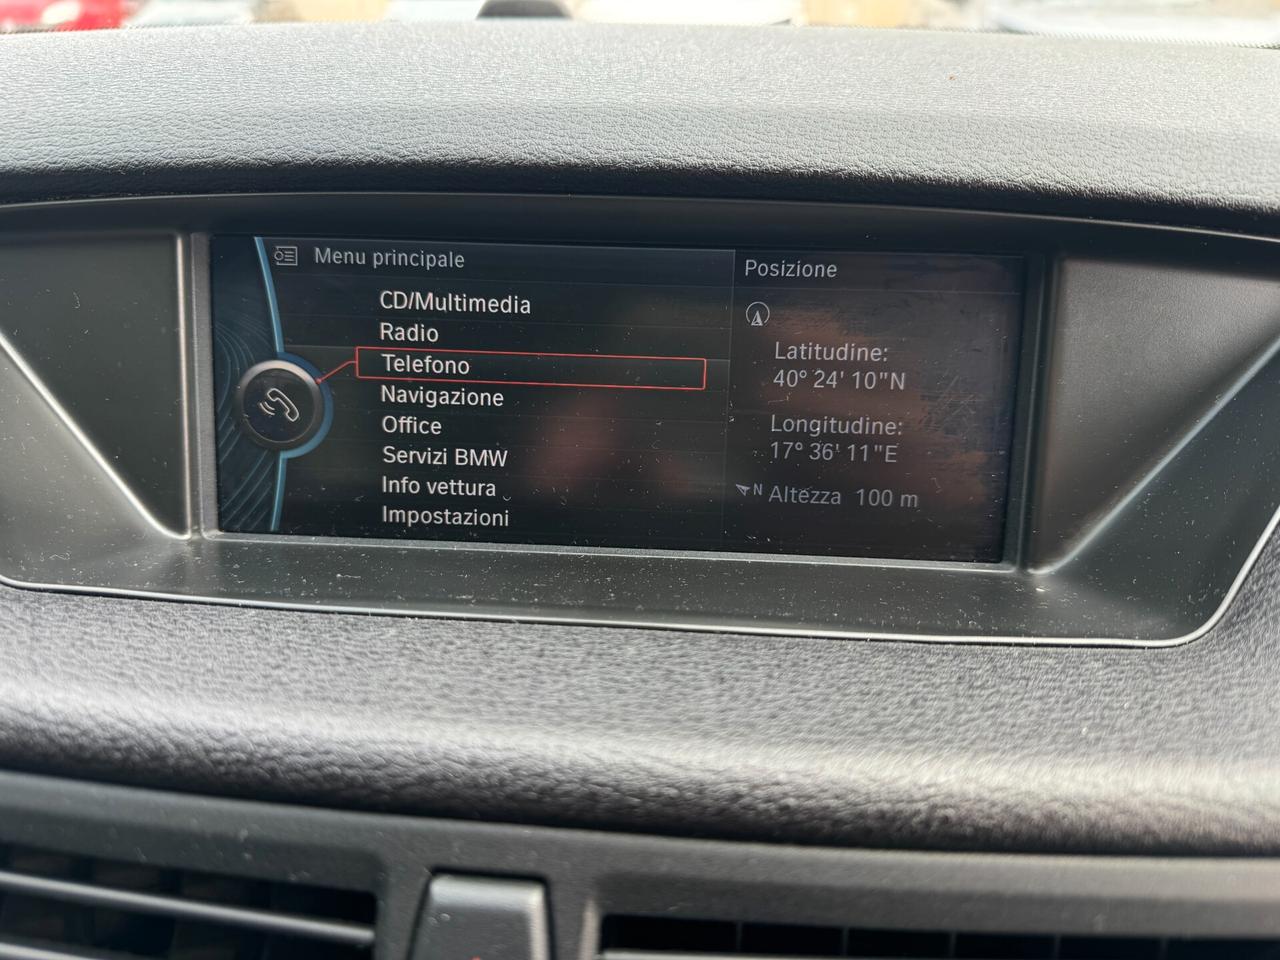 Menu principale
CD/Multimedia
Radio
Telefono
Navigazione
Office
Servizi BMW
Info vettura
Impostazioni
Posizione
Latitudine:
40° 24' 10"N
Longitudine:
17° 36' 11"E
N Altezza 100 m